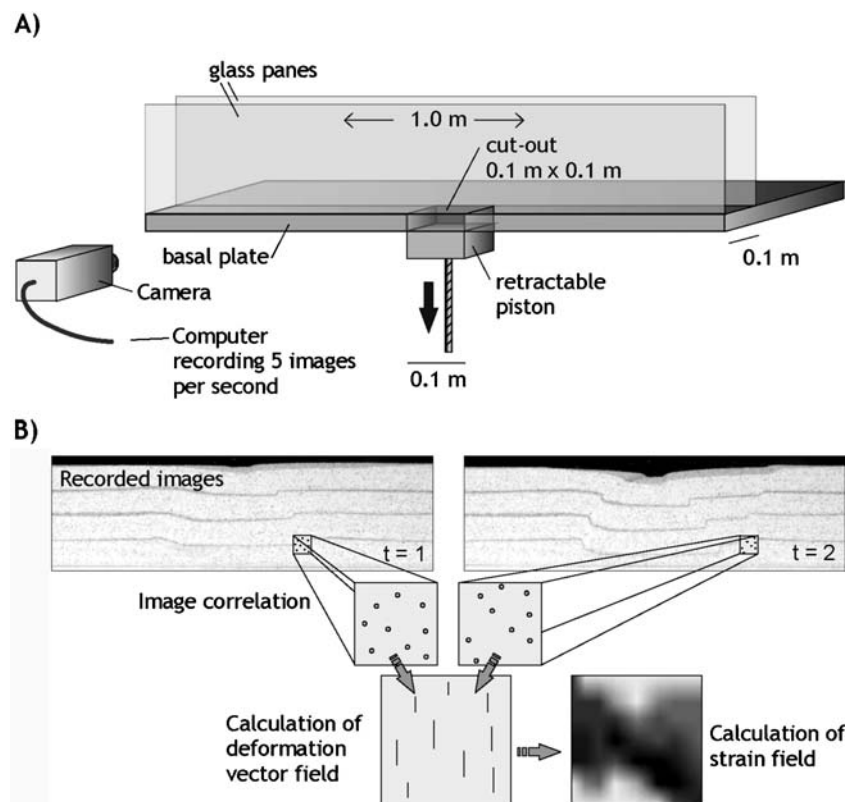 A)
glass panes
1.0 m
cut-out
0.1 m x 0.1 m
basal plate
0.1 m
Camera
retractable
piston
Computer
recording 5 images
per second
0.1 m
B)
Recorded images
t = 1
t = 2
Image correlation
Calculation of
deformation
vector field
Calculation of
strain field